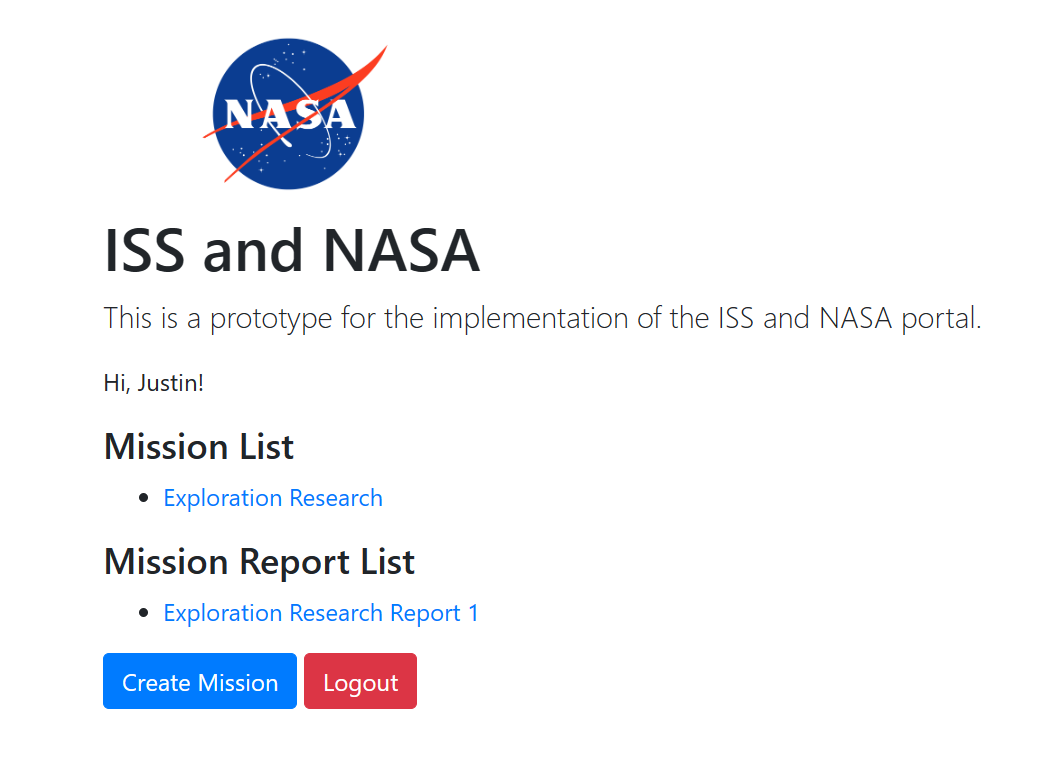 NASA
ISS and NASA
This is a prototype for the implementation of the ISS and NASA portal.
Hi, Justin!
Mission List
Exploration Research
Mission Report List
Exploration Research Report 1
Create Mission Logout